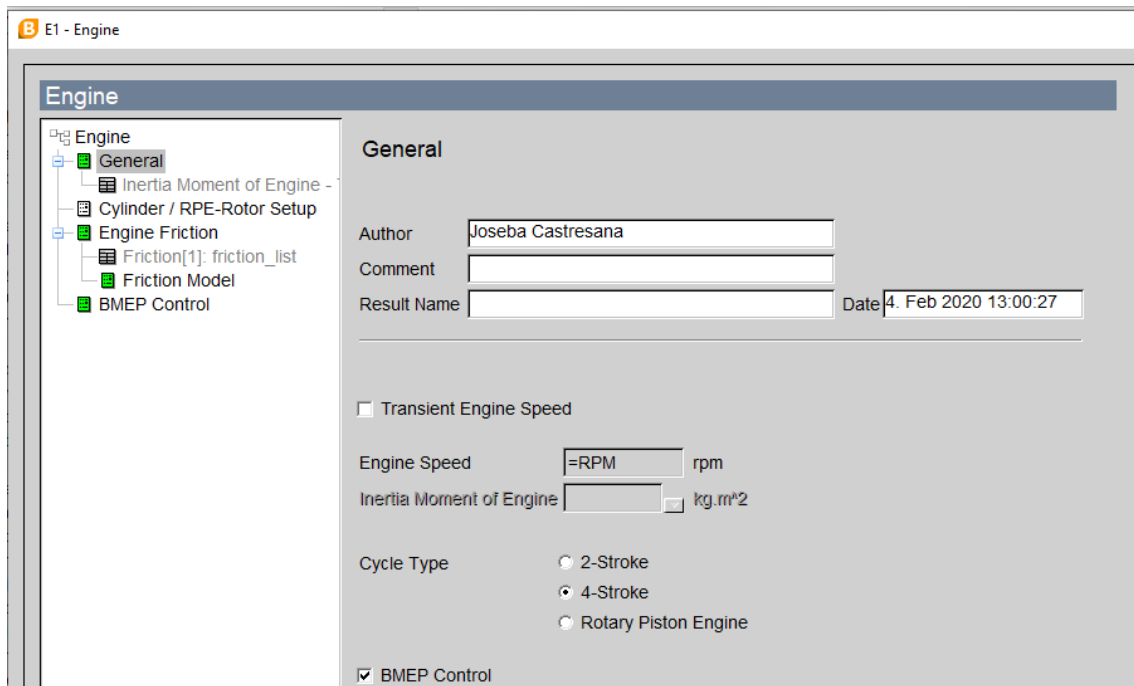 B E1 - Engine
Engine
Engine
General
Inertia Moment of Engine -
Cylinder / RPE-Rotor Setup
Engine Friction
Friction[1]: friction_list
Friction Model
BMEP Control
General
Author Joseba Castresana
Comment
Result Name Date 4. Feb 2020 13:00:27
Transient Engine Speed
Engine Speed =RPM rpm
Inertia Moment of Engine kg.m^2
Cycle Type 2-Stroke
4-Stroke
Rotary Piston Engine
BMEP Control